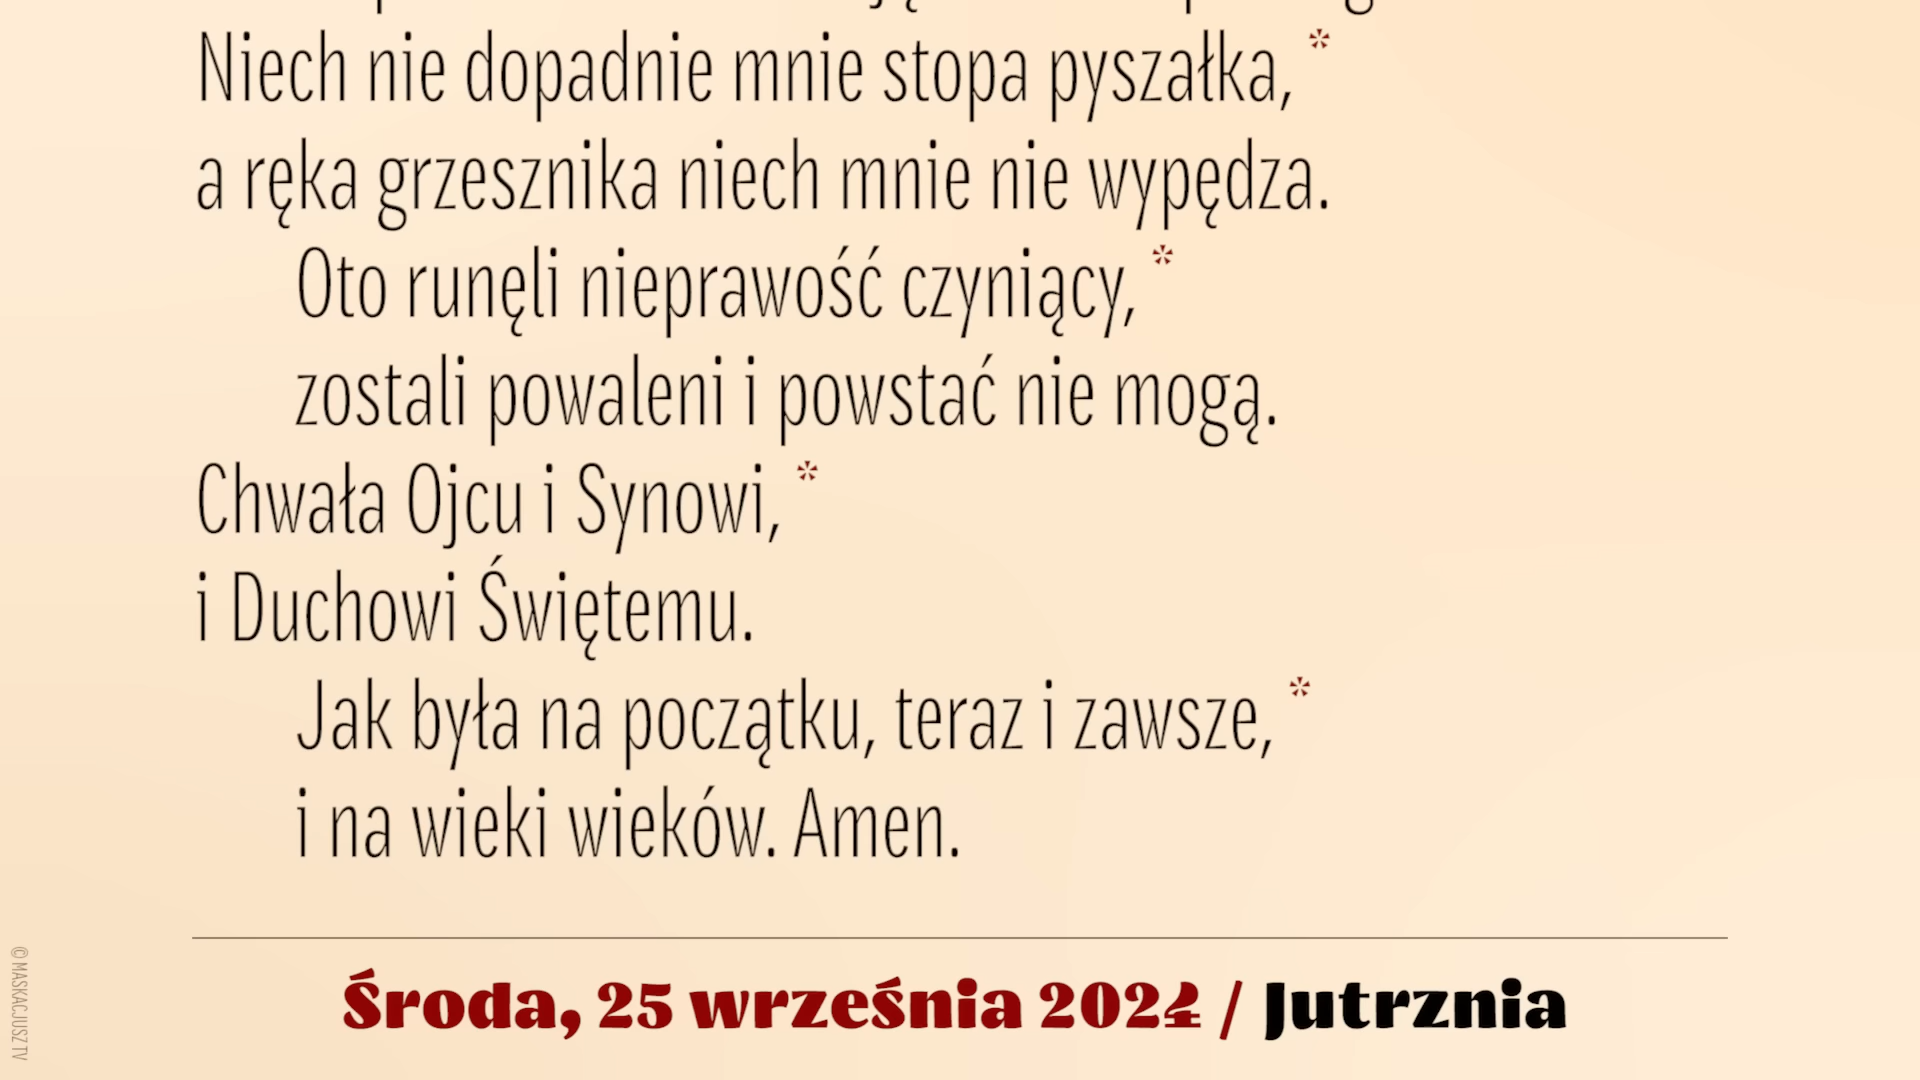 Niech nie dopadnie mnie stopa pyszałka, *
a ręka grzesznika niech mnie nie wypędza.
Oto runęli nieprawość czyniący, *
zostali powaleni i powstać nie mogą.
Chwała Ojcu i Synowi, *
i Duchowi Świętemu.
Jak była na początku, teraz i zawsze, *
i na wieki wieków. Amen.
Środa, 25 września 2024 / Jutrznia
© MASKACJUSZ TV